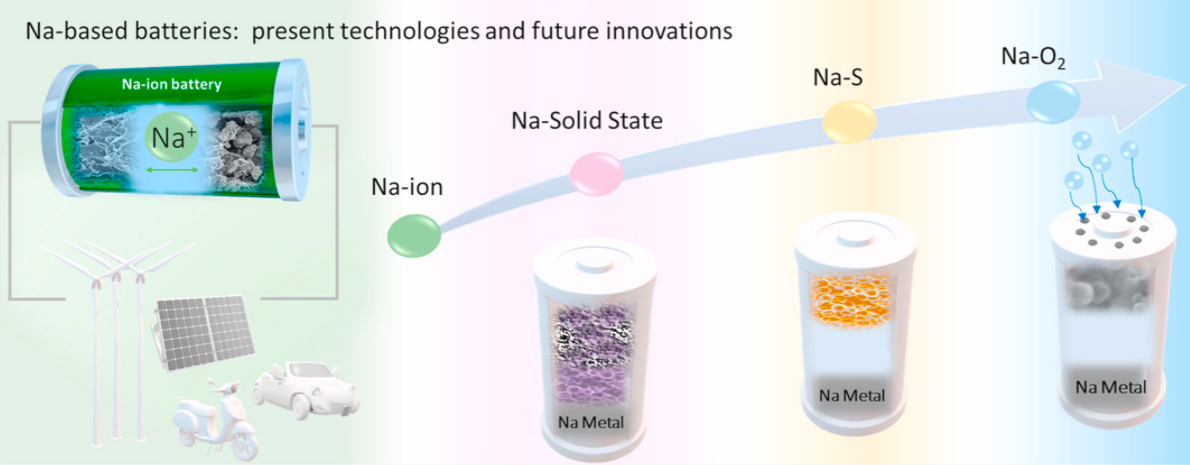 Na-based batteries:  present technologies and future innovations
Na-ion battery
Na⁺
Na-ion
Na-Solid State
Na-S
Na-O₂
Na Metal
Na Metal
Na Metal